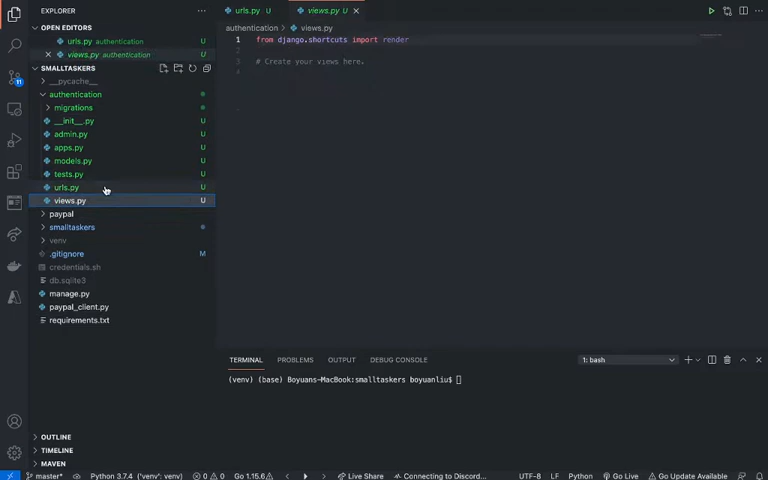 EXPLORER
OPEN EDITORS
urls.py authentication U
views.py authentication U
SMALLTASKERS
__pycache__
authentication
migrations
__init__.py U
admin.py U
apps.py U
models.py U
tests.py U
urls.py U
views.py U
paypal
smalltaskers
venv
.gitignore M
credentials.sh
db.sqlite3
manage.py
paypal_client.py
requirements.txt
OUTLINE
TIMELINE
MAVEN
11
urls.py U
views.py U
authentication > views.py
1 from django.shortcuts import render
2
3 # Create your views here.
4
TERMINAL PROBLEMS OUTPUT DEBUG CONSOLE 1: bash
(venv) (base) Boyuans-MacBook:smalltaskers boyuanliu$
master* Python 3.7.4 ('venv': venv) 0 0 Go 1.15.6 Live Share Connecting to Discord... UTF-8 LF Python Go Live Go Update Available